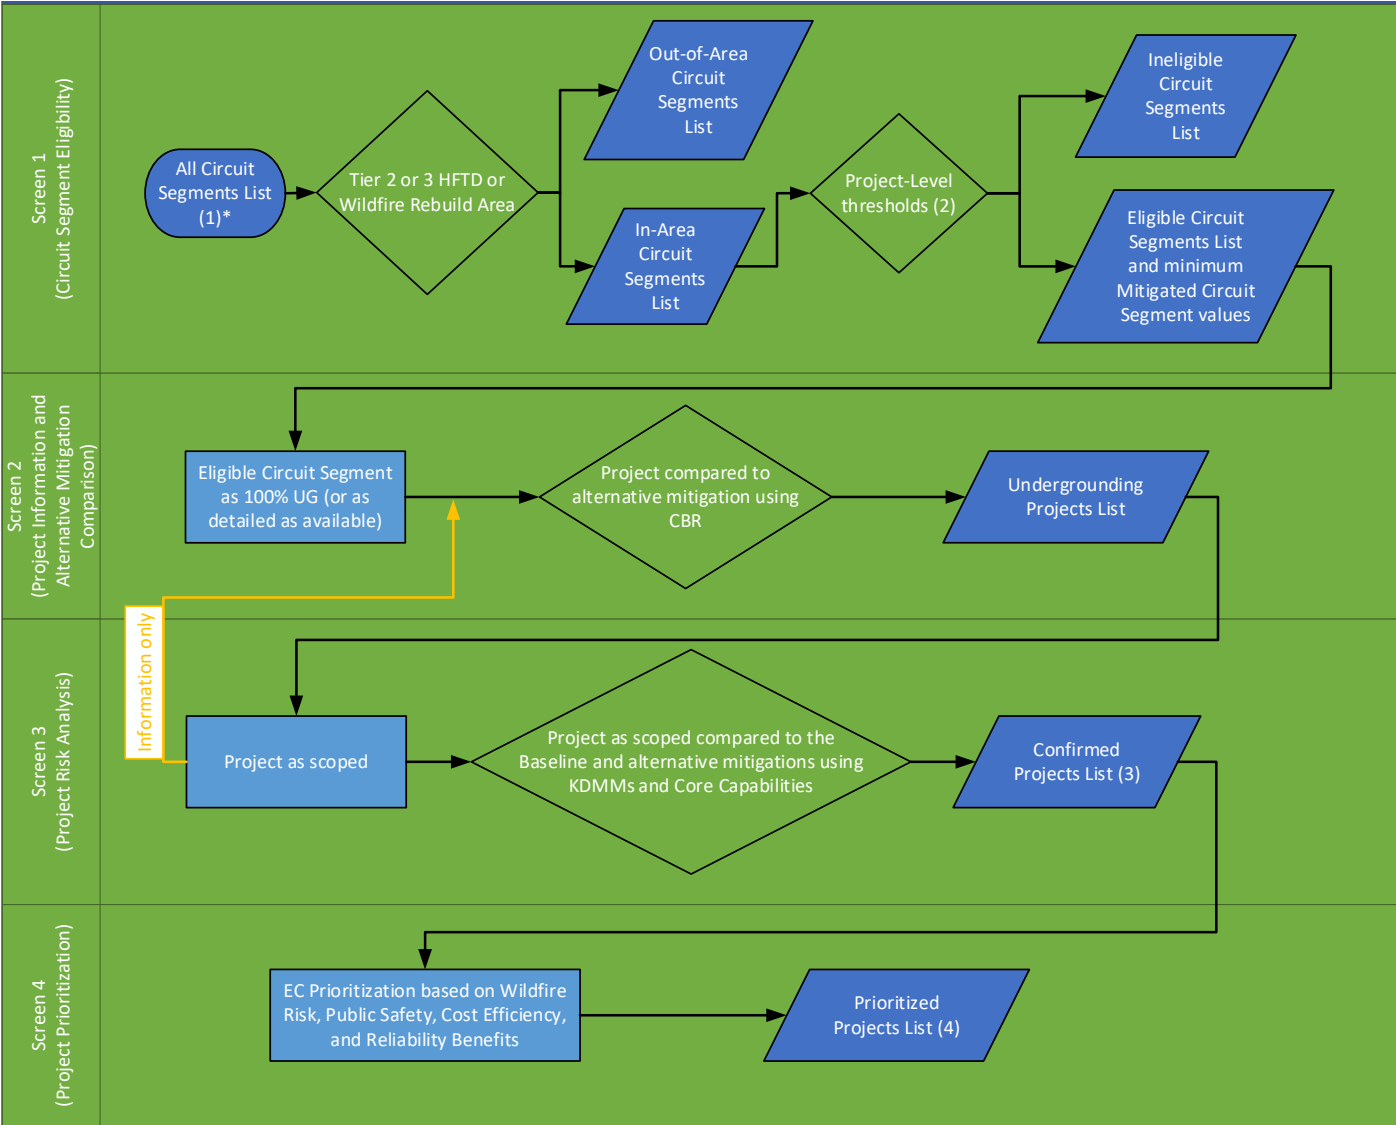 Screen 1
(Circuit Segment Eligibility)
All Circuit
Segments List
(1)*
Tier 2 or 3 HFTD or
Wildfire Rebuild Area
Out-of-Area
Circuit
Segments
List
In-Area
Circuit
Segments
List
Project-Level
thresholds (2)
Ineligible
Circuit
Segments
List
Eligible Circuit
Segments List
and minimum
Mitigated Circuit
Segment values
Screen 2
(Project Information and
Alternative Mitigation
Comparison)
Eligible Circuit Segment
as 100% UG (or as
detailed as available)
Project compared to
alternative mitigation using
CBR
Undergrounding
Projects List
Information only
Screen 3
(Project Risk Analysis)
Project as scoped
Project as scoped compared to the
Baseline and alternative mitigations using
KDMMs and Core Capabilities
Confirmed
Projects List (3)
Screen 4
(Project Prioritization)
EC Prioritization based on Wildfire
Risk, Public Safety, Cost Efficiency,
and Reliability Benefits
Prioritized
Projects List (4)